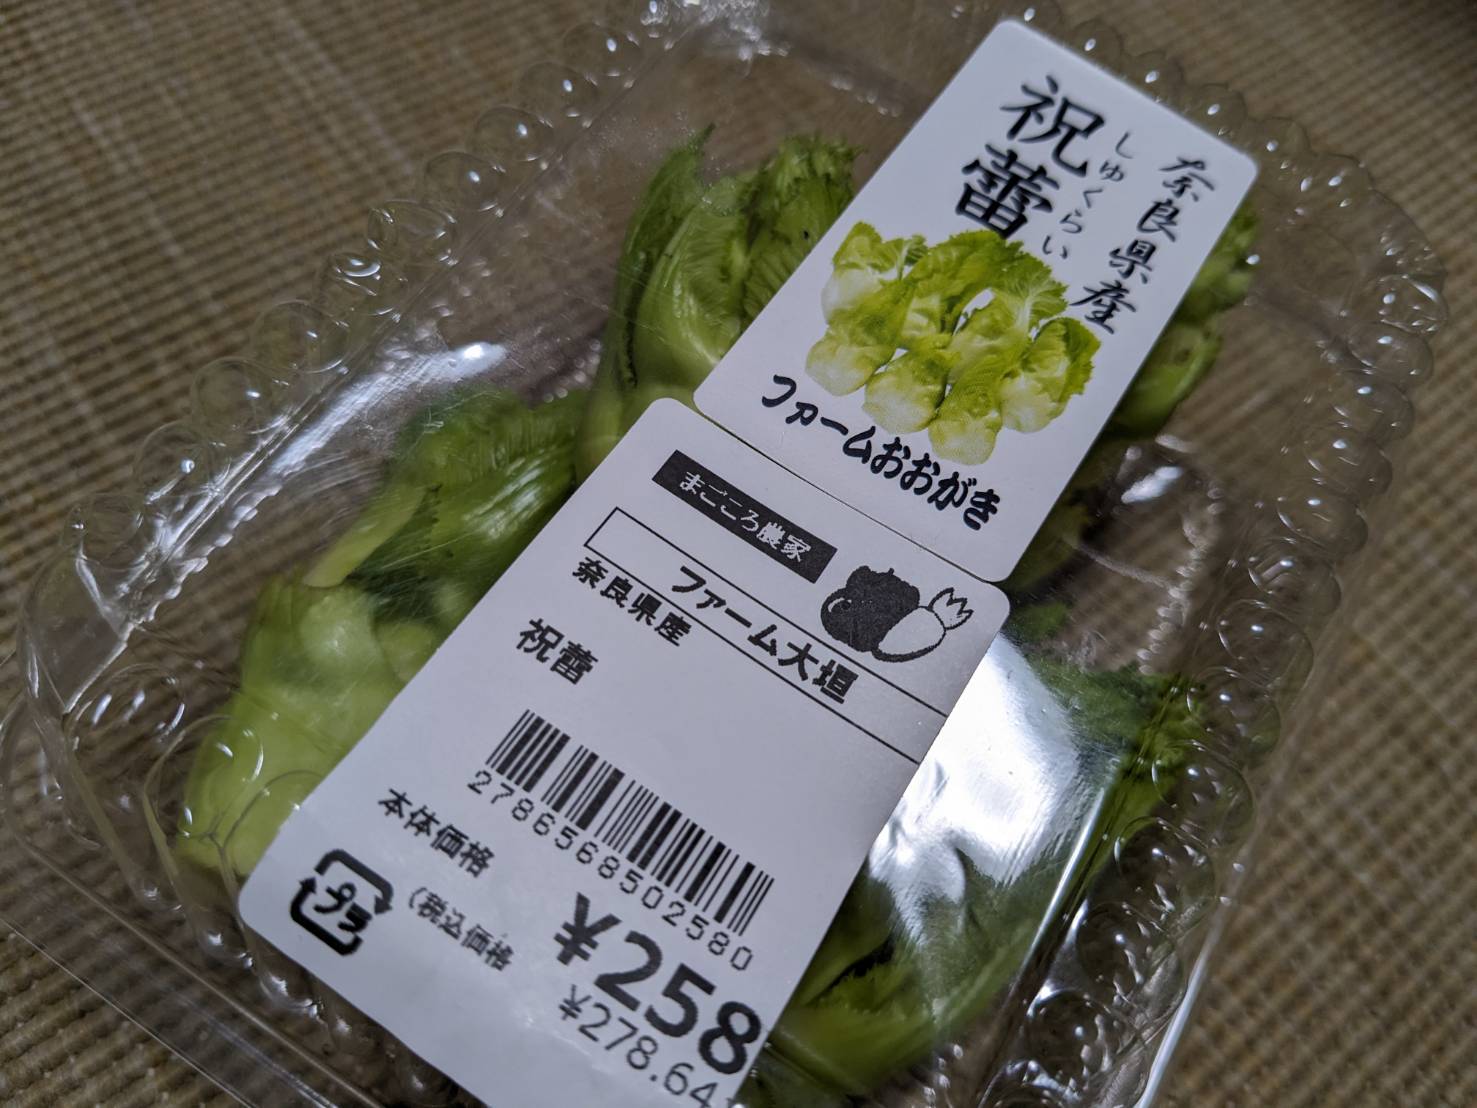 奈良県産
しゅくらい
祝蕾
ファームおおがき
まごころ農家
ファーム大垣
奈良県産
祝蕾
2786568502580
本体価格
¥258
(税込価格
¥278.64
プラ